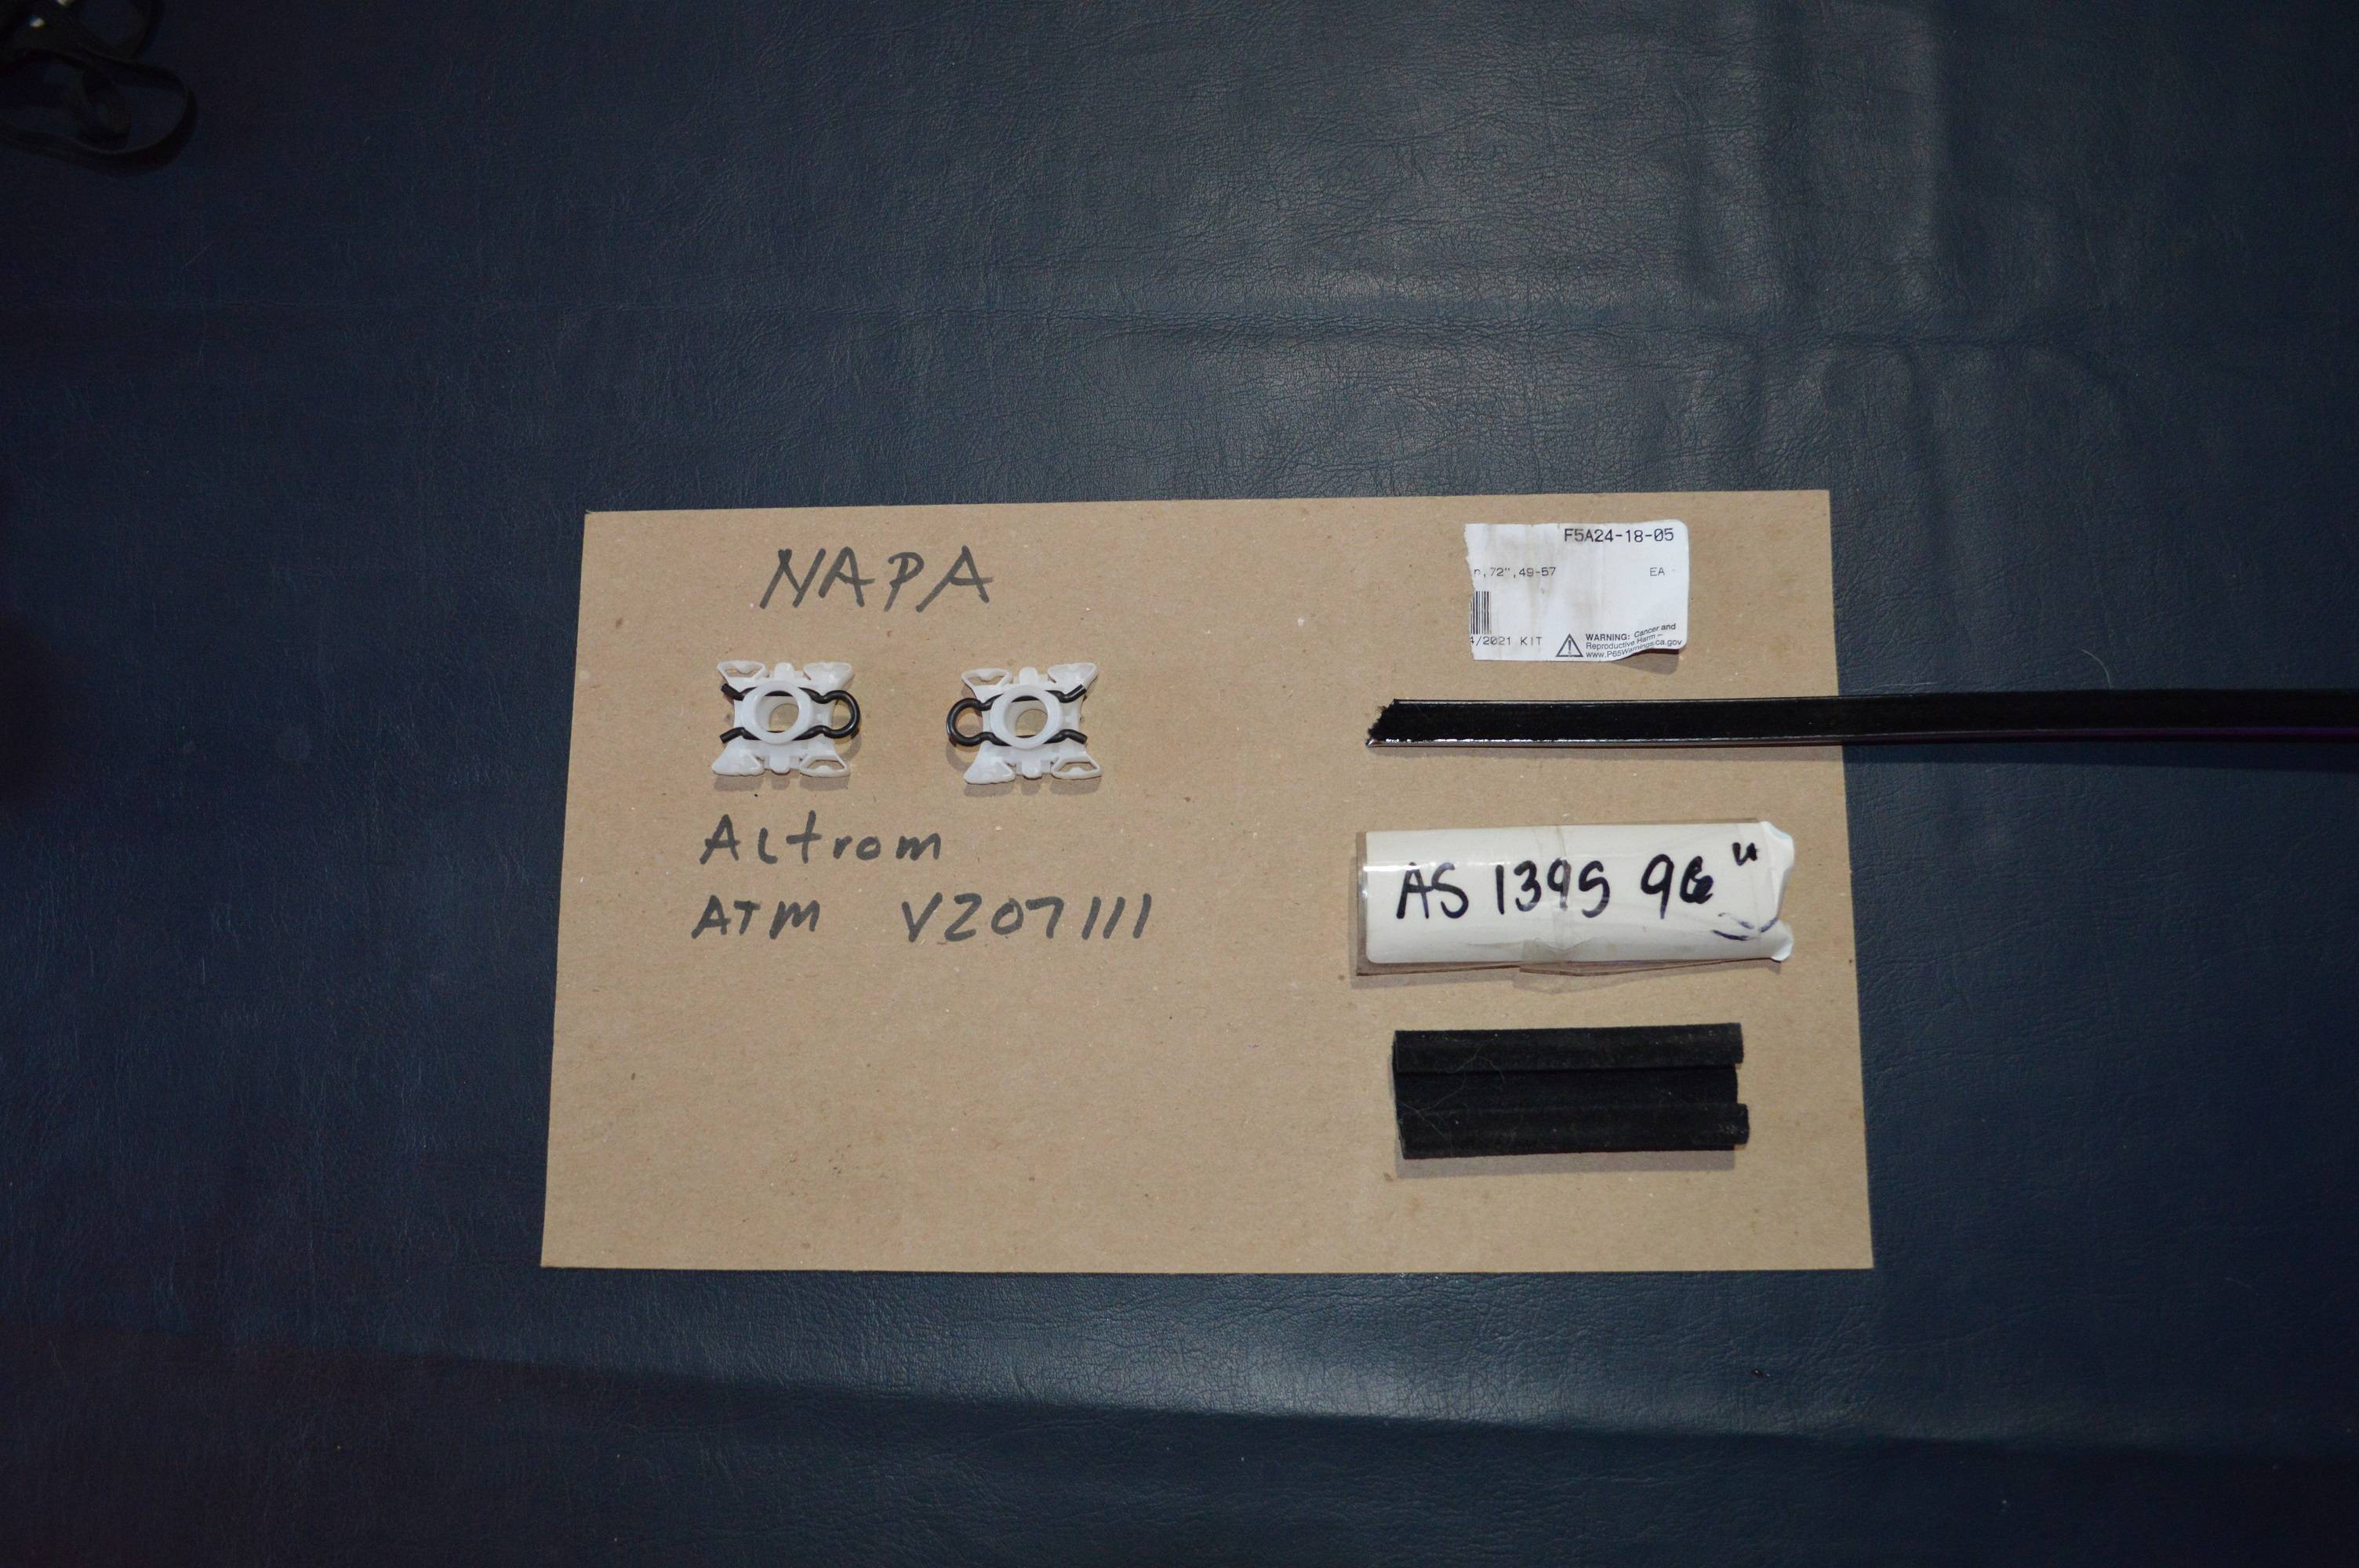 NAPA
Altrom
ATM V207111
F5A24-18-05
,72",49-57 EA
4/2021 KIT
WARNING: Cancer and
Reproductive Harm –
www.P65Warnings.ca.gov
AS 1395 96"